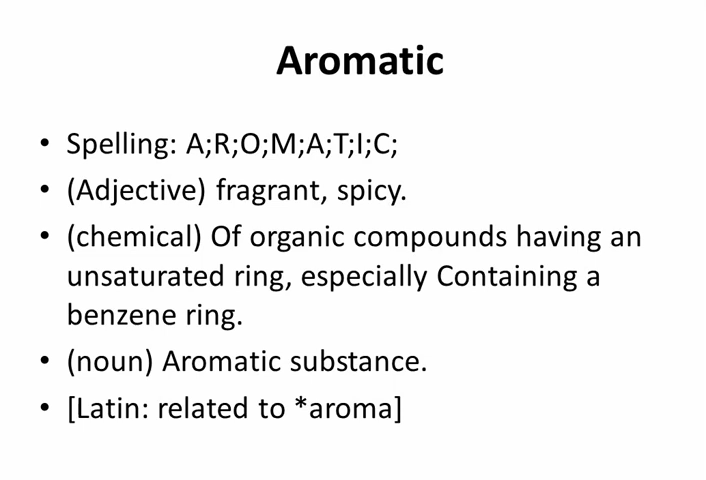 Aromatic
• Spelling: A;R;O;M;A;T;I;C;
• (Adjective) fragrant, spicy.
• (chemical) Of organic compounds having an
unsaturated ring, especially Containing a
benzene ring.
• (noun) Aromatic substance.
• [Latin: related to *aroma]